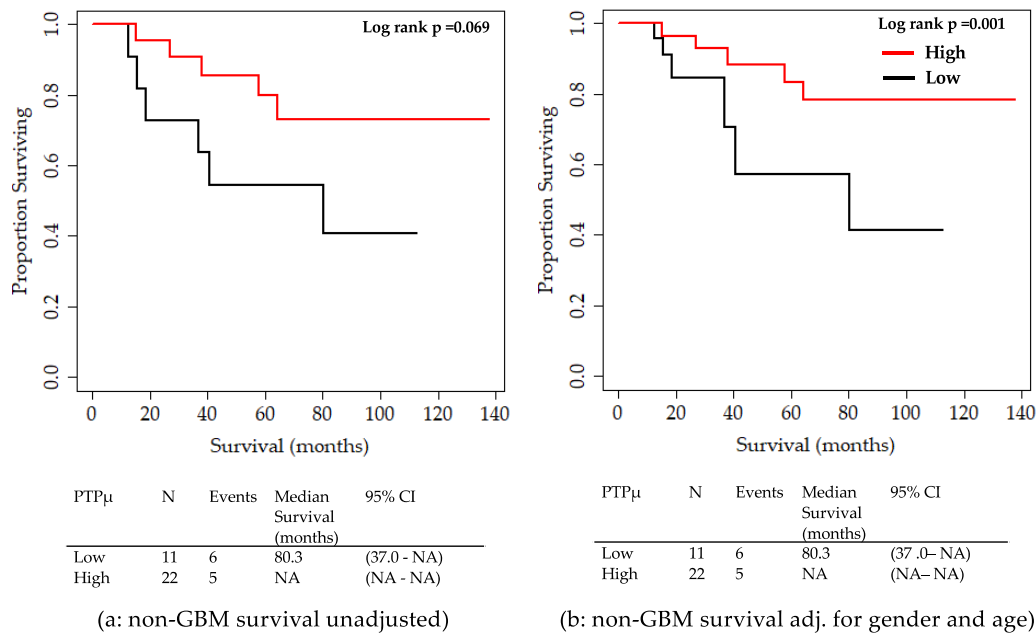 Log rank p =0.069
Proportion Surviving
1.0
0.8
0.6
0.4
0.2
0.0
0 20 40 60 80 100 120 140
Survival (months)
PTPμ N Events Median Survival (months) 95% CI
Low 11 6 80.3 (37.0 - NA)
High 22 5 NA (NA - NA)
(a: non-GBM survival unadjusted)
Log rank p =0.001
High
Low
Proportion Surviving
1.0
0.8
0.6
0.4
0.2
0.0
0 20 40 60 80 100 120 140
Survival (months)
PTPμ N Events Median Survival (months) 95% CI
Low 11 6 80.3 (37 .0– NA)
High 22 5 NA (NA– NA)
(b: non-GBM survival adj. for gender and age)